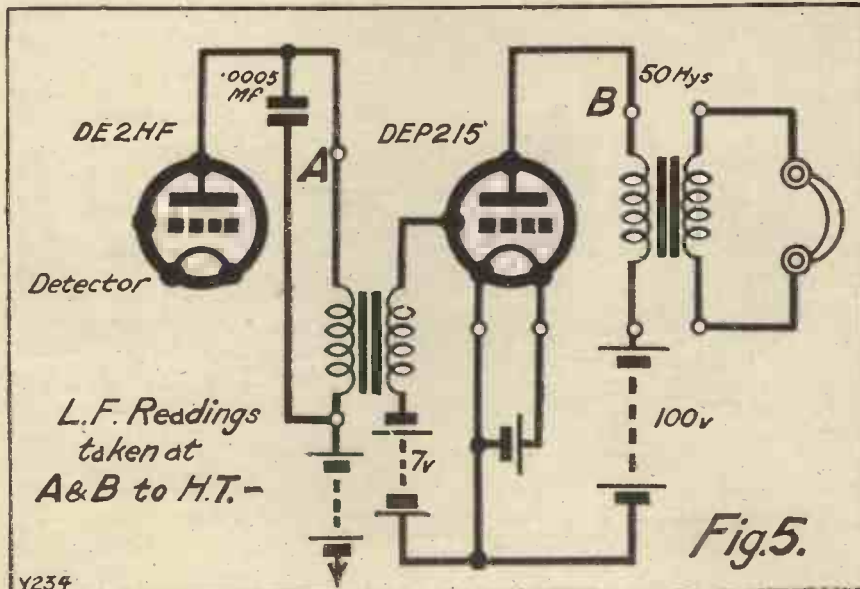 .0005
Mf
50 Hys
DE2HF
A
DEP215
B
Detector
L.F. Readings
taken at
A & B to H.T. -
7v
100v
Fig.5.
Y234